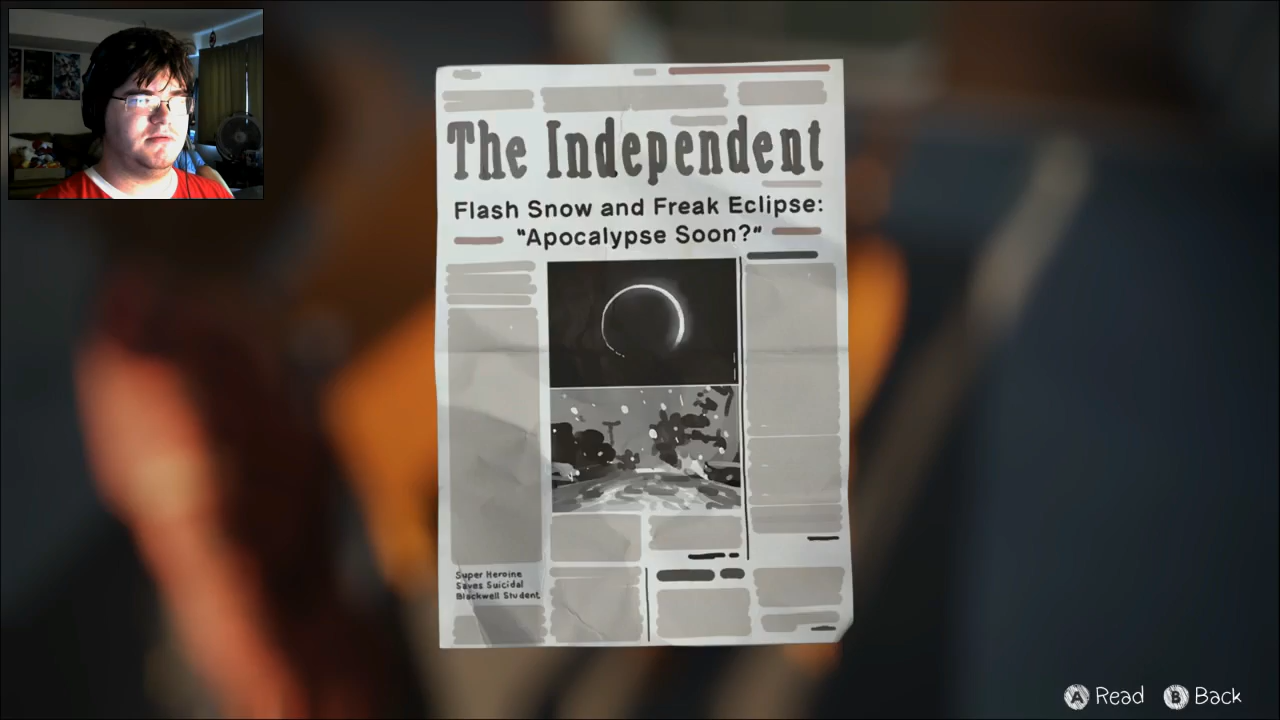 The Independent
Flash Snow and Freak Eclipse:
"Apocalypse Soon?"
Super Heroine
Saves Suicidal
Blackwell Student
A Read B Back